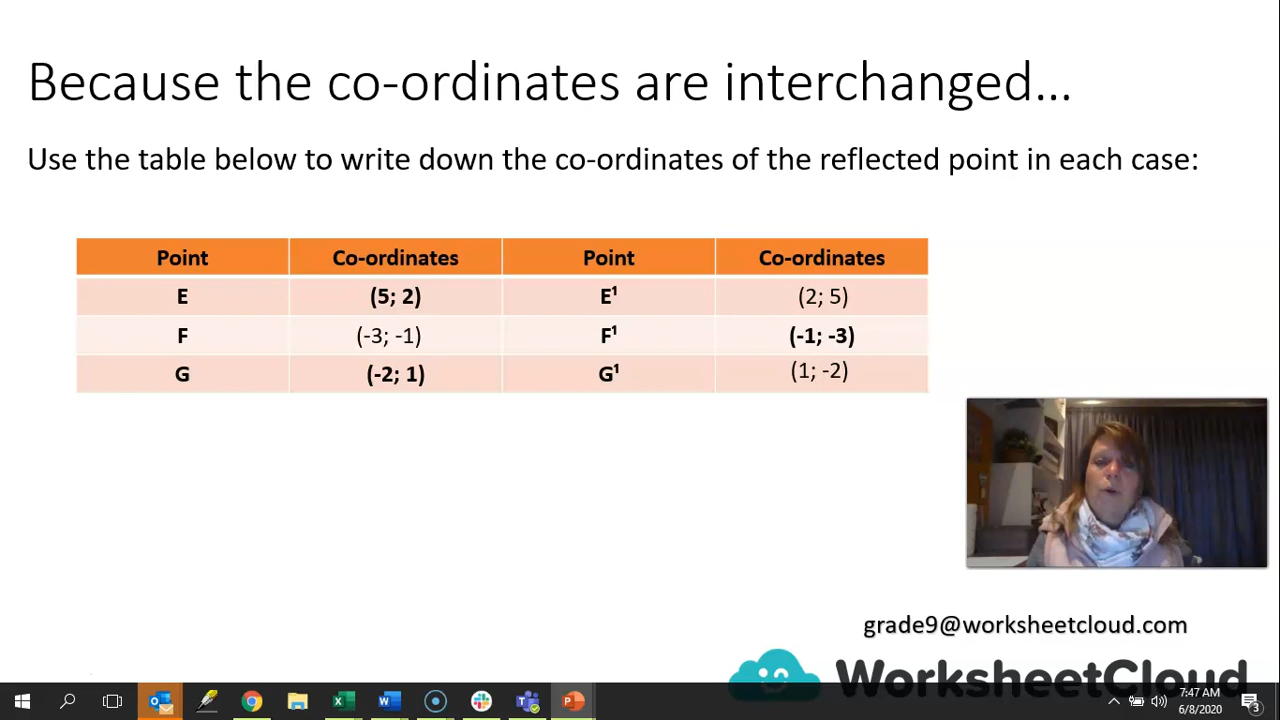 Because the co-ordinates are interchanged...
Use the table below to write down the co-ordinates of the reflected point in each case:
Point Co-ordinates Point Co-ordinates
E (5; 2) E¹ (2; 5)
F (-3; -1) F¹ (-1; -3)
G (-2; 1) G¹ (1; -2)
grade9@worksheetcloud.com
WorksheetCloud
7:47 AM
6/8/2020
3